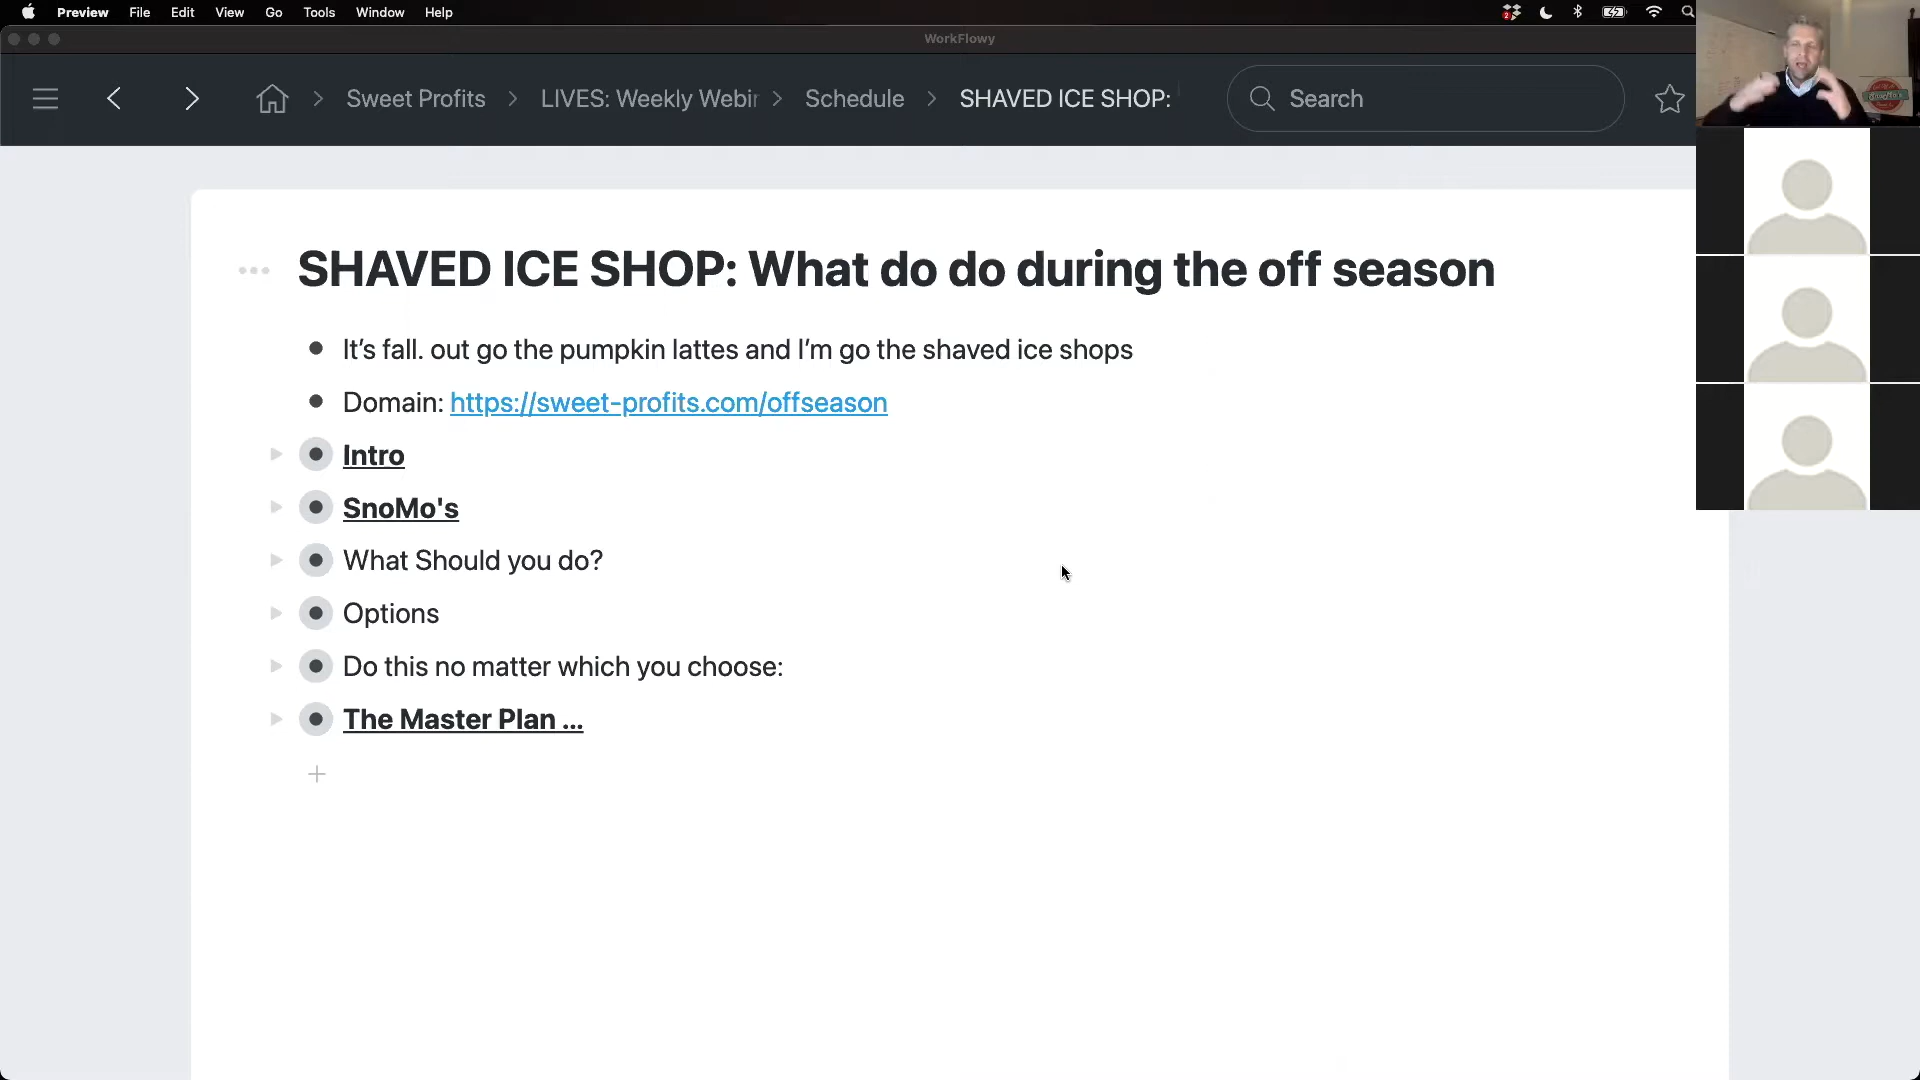 Preview File Edit View Go Tools Window Help
2
WorkFlowy
Sweet Profits > LIVES: Weekly Webin > Schedule > SHAVED ICE SHOP:
Search
SHAVED ICE SHOP: What do do during the off season
It’s fall. out go the pumpkin lattes and I’m go the shaved ice shops
Domain: https://sweet-profits.com/offseason
Intro
SnoMo's
What Should you do?
Options
Do this no matter which you choose:
The Master Plan ...